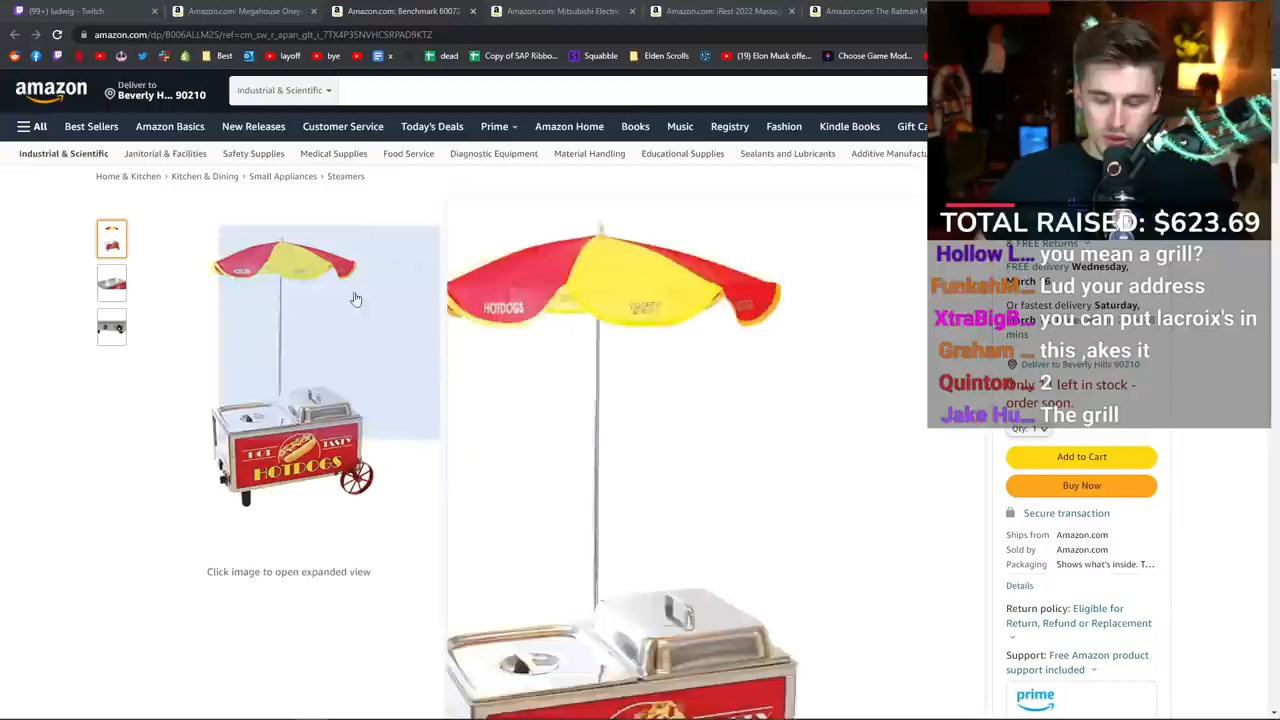 (99+) ludwig - Twitch
Amazon.com: Megahouse Onep
Amazon.com: Benchmark 60072
Amazon.com: Mitsubishi Electric
Amazon.com: iRest 2022 Massag
Amazon.com: The Batman M
amazon.com/dp/B006ALLM2S/ref=cm_sw_r_apan_glt_i_7TX4P35NVHCSRPAD9KTZ
Best
layoff
bye
dead
Copy of SAP Ribbo...
Squabble
Elden Scrolls
(19) Elon Musk offe...
Choose Game Mod...
amazon
Deliver to
Beverly H... 90210
Industrial & Scientific
All
Best Sellers
Amazon Basics
New Releases
Customer Service
Today's Deals
Prime
Amazon Home
Books
Music
Registry
Fashion
Kindle Books
Gift Ca
Industrial & Scientific
Janitorial & Facilities
Safety Supplies
Medical Supplies
Food Service
Diagnostic Equipment
Material Handling
Educational Supplies
Sealants and Lubricants
Additive Manufactu
Home & Kitchen › Kitchen & Dining › Small Appliances › Steamers
TOTAL RAISED: $623.69
Hollow L... you mean a grill?
FunkehM... Lud your address
XtraBigB... you can put lacroix's in
Graham ... this ,akes it
Quinton... 2
Jake Hu... The grill
& FREE Returns
FREE delivery Wednesday,
Or fastest delivery Saturday,
mins
Deliver to Beverly Hills 90210
left in stock -
order soon.
Qty: 1
Add to Cart
Buy Now
Secure transaction
Ships from Amazon.com
Sold by Amazon.com
Packaging Shows what's inside. T...
Details
Return policy: Eligible for
Return, Refund or Replacement
Support: Free Amazon product
support included
prime
HOTDOGS
TASTY
HOT
TASTY
HOTDOGS
Click image to open expanded view